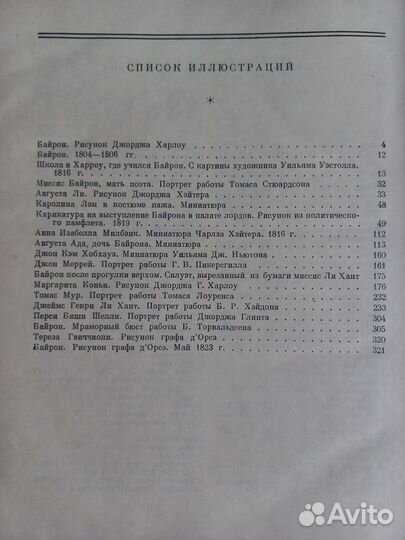 СПИСОК ИЛЛЮСТРАЦИЙ
*
Байрон. Рисунок Джорджа Харлоу . . . . . . . . 4
Байрон. 1804—1806 гг. . . . . . . . . 12
Школа в Харроу, где учился Байрон. С картины художника Уильяма Уэстолла.
1816 г. . . . . . . . . 13
Миссис Байрон, мать поэта. Портрет работы Томаса Стюардсона . . . . 32
Августа Ли. Рисунок Джорджа Хэйтера . . . . . . . . 33
Каролина Лэм в костюме пажа. Миниатюра . . . . . . . . 48
Карикатура на выступление Байрона в палате лордов. Рисунок из политическо-
го памфлета. 1819 г. . . . . . . . . 49
Анна Изабелла Милбэнк. Миниатюра Чарлза Хэйтера. 1816 г. . . . . 112
Августа Ада, дочь Байрона. Миниатюра . . . . . . . . 113
Джон Кэм Хобхауз. Миниатюра Уильяма Дж. Ньютона . . . . . . 160
Джон Меррей. Портрет работы Г. В. Пикерсгилла . . . . . . 161
Байрон после прогулки верхом. Силуэт, вырезанный из бумаги миссис Ли Хант 175
Маргарита Коньи. Рисунок Джорджа Г. Харлоу . . . . . . 176
Томас Мур. Портрет работы Томаса Лоуренса . . . . . . 232
Джеймс Генри Ли Хант. Портрет работы Б. Р. Хэйдона . . . . . 233
Перси Биши Шелли. Портрет работы Джорджа Глинта . . . . . 304
Байрон. Мраморный бюст работы Б. Торвальдсена . . . . . . 305
Тереза Гвиччиоли. Рисунок графа д'Орсэ . . . . . . . . 320
Байрон. Рисунок графа д'Орсэ. Май 1823 г. . . . . . . . 321
Avito